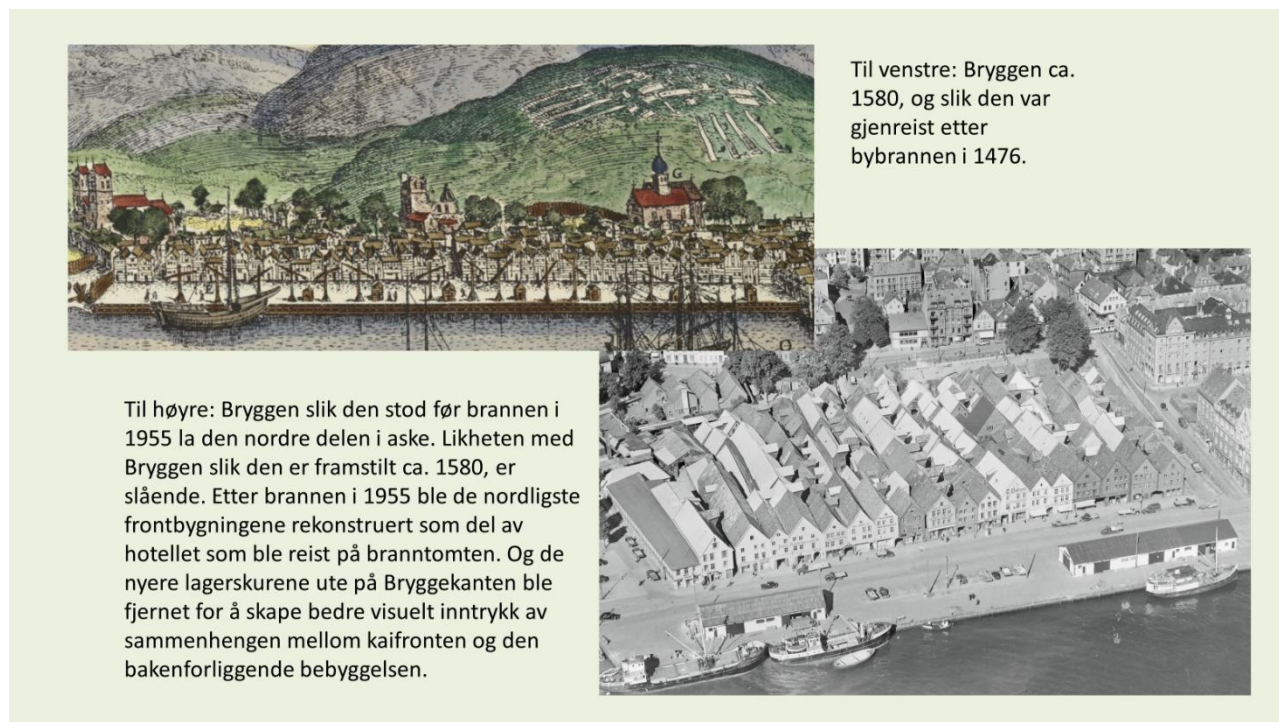 Til venstre: Bryggen ca.
1580, og slik den var
gjenreist etter
bybrannen i 1476.
G
Til høyre: Bryggen slik den stod før brannen i
1955 la den nordre delen i aske. Likheten med
Bryggen slik den er framstilt ca. 1580, er
slående. Etter brannen i 1955 ble de nordligste
frontbygningene rekonstruert som del av
hotellet som ble reist på branntomten. Og de
nyere lagerskurene ute på Bryggekanten ble
fjernet for å skape bedre visuelt inntrykk av
sammenhengen mellom kaifronten og den
bakenforliggende bebyggelsen.